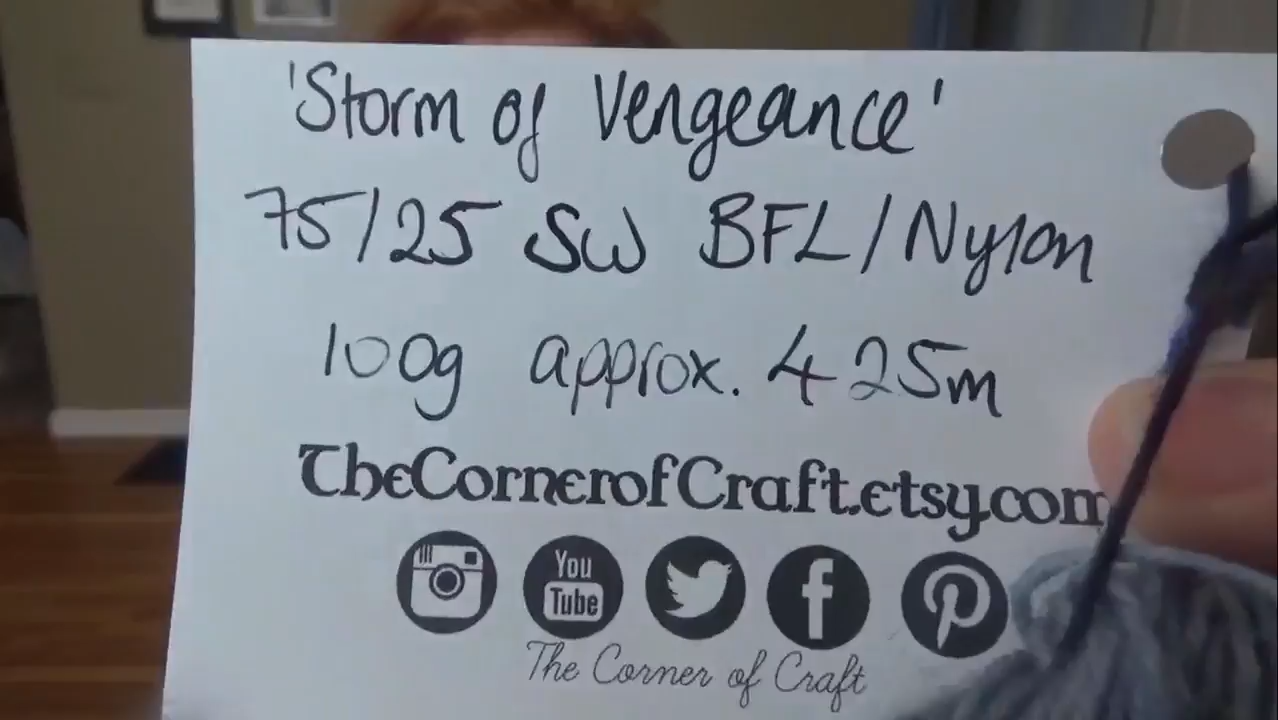 'Storm of Vengeance'
75/25 SW BFL/Nylon
100g approx. 425m
TheCornerofCraft.etsy.com
You
Tube
The Corner of Craft